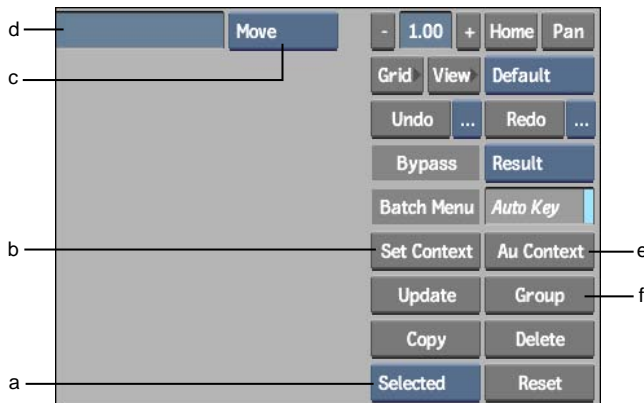 d Move - 1.00 + Home Pan
c Grid View Default
Undo ... Redo ...
Bypass Result
Batch Menu Auto Key
b Set Context Au Context e
Update Group f
Copy Delete
a Selected Reset